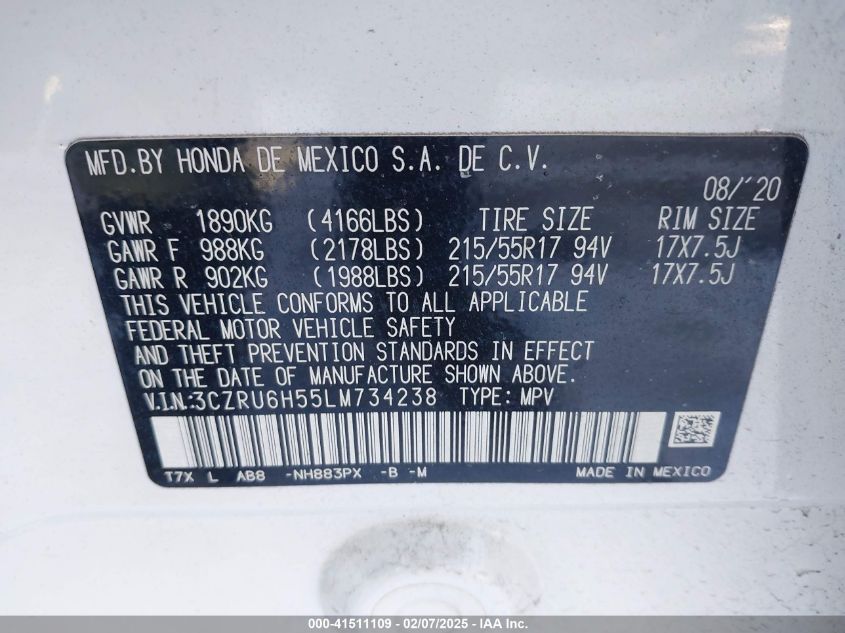 MFD.BY HONDA DE MEXICO S.A. DE C.V.
08/'20
GVWR 1890KG (4166LBS) TIRE SIZE RIM SIZE
GAWR F 988KG (2178LBS) 215/55R17 94V 17X7.5J
GAWR R 902KG (1988LBS) 215/55R17 94V 17X7.5J
THIS VEHICLE CONFORMS TO ALL APPLICABLE
FEDERAL MOTOR VEHICLE SAFETY
AND THEFT PREVENTION STANDARDS IN EFFECT
ON THE DATE OF MANUFACTURE SHOWN ABOVE.
V.I.N.:3CZRU6H55LM734238 TYPE: MPV
T7X L AB8 -NH883PX -B -M MADE IN MEXICO
000-41511109 - 02/07/2025 - IAA Inc.